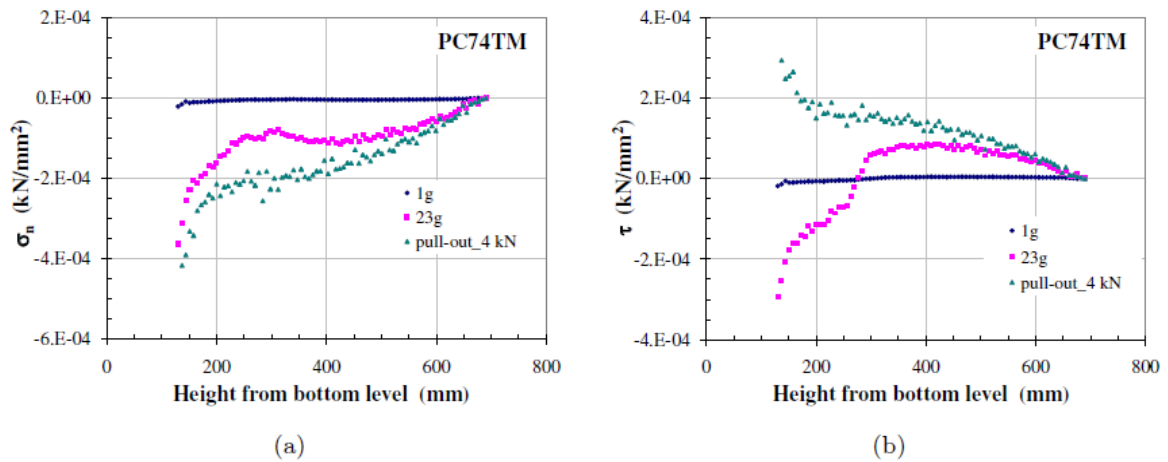 2.E-04
0.E+00
-2.E-04
-4.E-04
-6.E-04
σn (kN/mm²)
PC74TM
1g
23g
pull-out_4 kN
0 200 400 600 800
Height from bottom level (mm)
(a)
4.E-04
2.E-04
0.E+00
-2.E-04
-4.E-04
τ (kN/mm²)
PC74TM
1g
23g
pull-out_4 kN
0 200 400 600 800
Height from bottom level (mm)
(b)